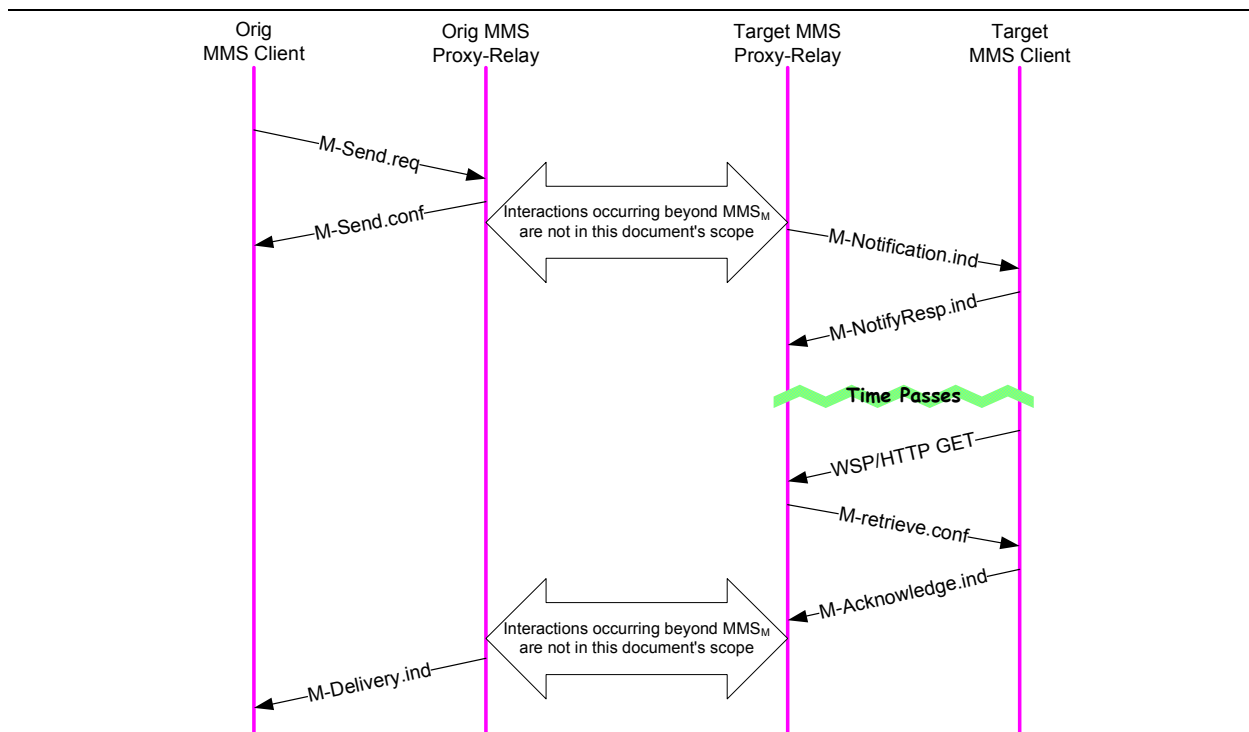 Orig
MMS Client
Orig MMS
Proxy-Relay
Target MMS
Proxy-Relay
Target
MMS Client
M-Send.req
M-Send.conf
Interactions occurring beyond MMSM
are not in this document's scope
M-Notification.ind
M-NotifyResp.ind
Time Passes
WSP/HTTP GET
M-retrieve.conf
M-Acknowledge.ind
Interactions occurring beyond MMSM
are not in this document's scope
M-Delivery.ind